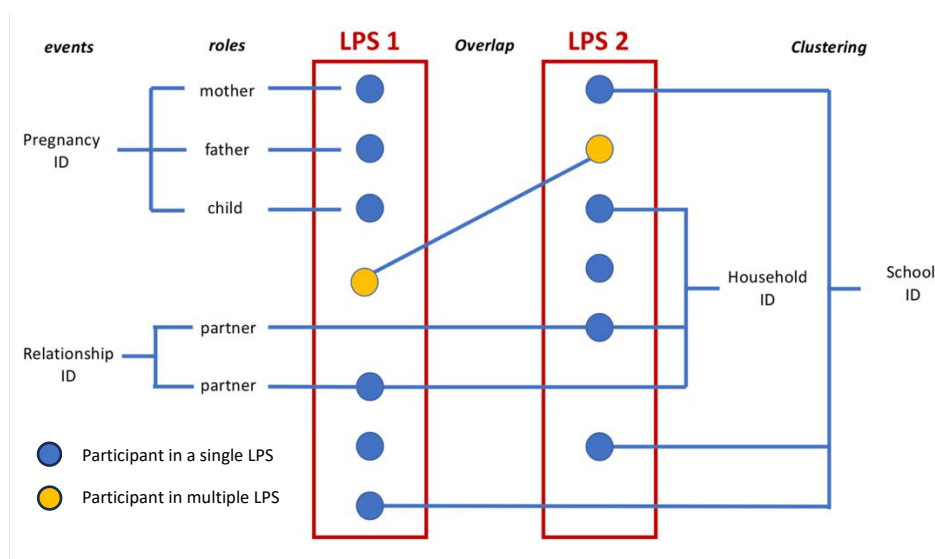 events
roles
LPS 1
Overlap
LPS 2
Clustering
mother
Pregnancy
ID
father
child
Household
ID
School
ID
partner
Relationship
ID
partner
Participant in a single LPS
Participant in multiple LPS